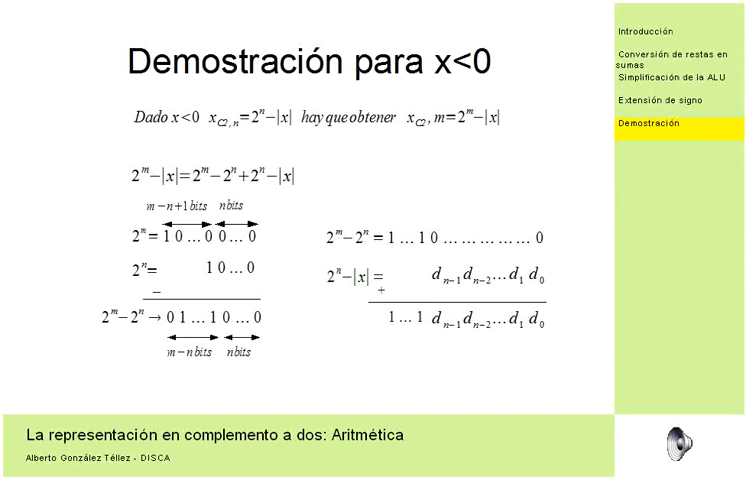 Demostración para x<0
Dado x<0 x_{C2,n}=2^n−|x| hay que obtener x_{C2},m=2^m−|x|
2^m−|x|=2^m−2^n+2^n−|x|
m−n+1 bits n bits
2^m = 1 0 … 0 0 … 0
2^n= 1 0 … 0
−
2^m−2^n → 0 1 … 1 0 … 0
m−n bits n bits
2^m−2^n = 1 … 1 0 … … … … … 0
2^n−|x| = d_{n−1} d_{n−2} … d_1 d_0
+
1 … 1 d_{n−1} d_{n−2} … d_1 d_0
Introducción
Conversión de restas en
sumas
Simplificación de la ALU
Extensión de signo
Demostración
La representación en complemento a dos: Aritmética
Alberto González Téllez - DISCA